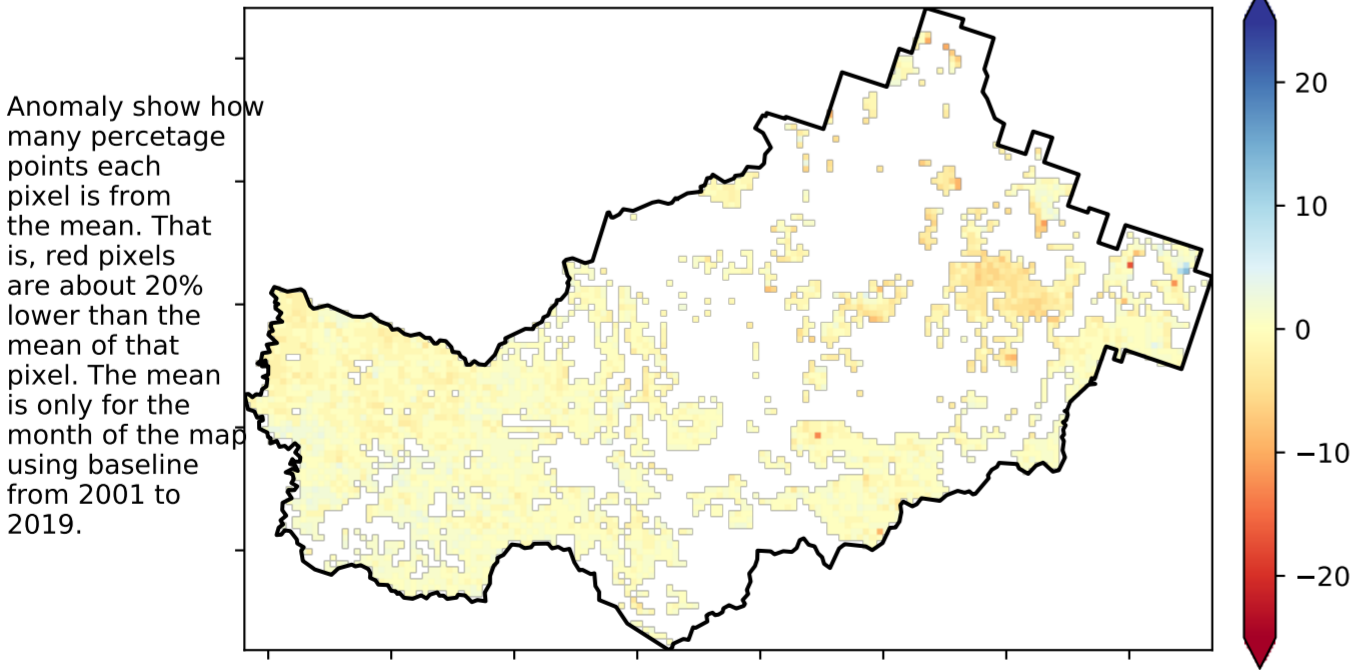 Anomaly show how
many percetage
points each
pixel is from
the mean. That
is, red pixels
are about 20%
lower than the
mean of that
pixel. The mean
is only for the
month of the map
using baseline
from 2001 to
2019.
20
10
0
−10
−20